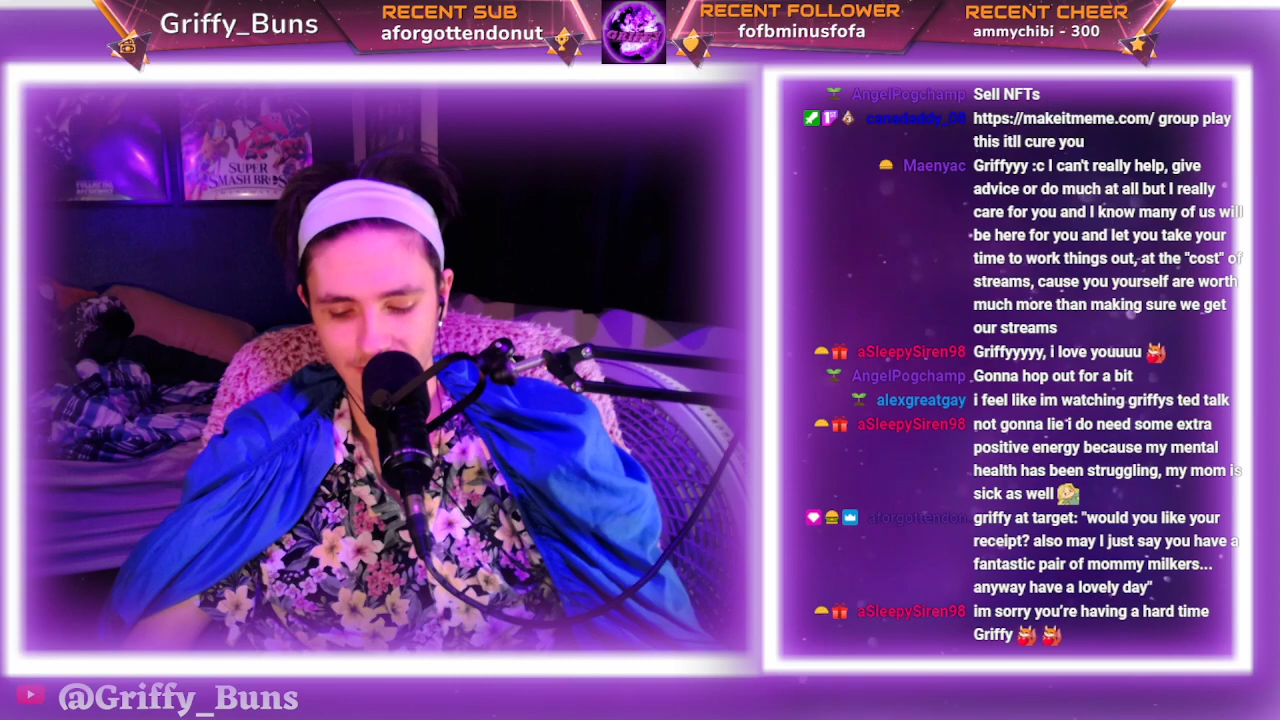 Griffy_Buns
RECENT SUB
aforgottendonut
GRIFFY
RECENT FOLLOWER
fofbminusfofa
RECENT CHEER
ammychibi - 300
SUPER
SMASH BROS
AngelPogchamp Sell NFTs
canadaddy_08 https://makeitmeme.com/ group play
this itll cure you
Maenyac Griffyyy :c I can't really help, give
advice or do much at all but I really
care for you and I know many of us will
be here for you and let you take your
time to work things out, at the "cost" of
streams, cause you yourself are worth
much more than making sure we get
our streams
aSleepySiren98 Griffyyyyy, i love youuuu
AngelPogchamp Gonna hop out for a bit
alexgreatgay i feel like im watching griffys ted talk
aSleepySiren98 not gonna lie i do need some extra
positive energy because my mental
health has been struggling, my mom is
sick as well
aforgottendonut griffy at target: "would you like your
receipt? also may I just say you have a
fantastic pair of mommy milkers...
anyway have a lovely day"
aSleepySiren98 im sorry you're having a hard time
Griffy
@Griffy_Buns